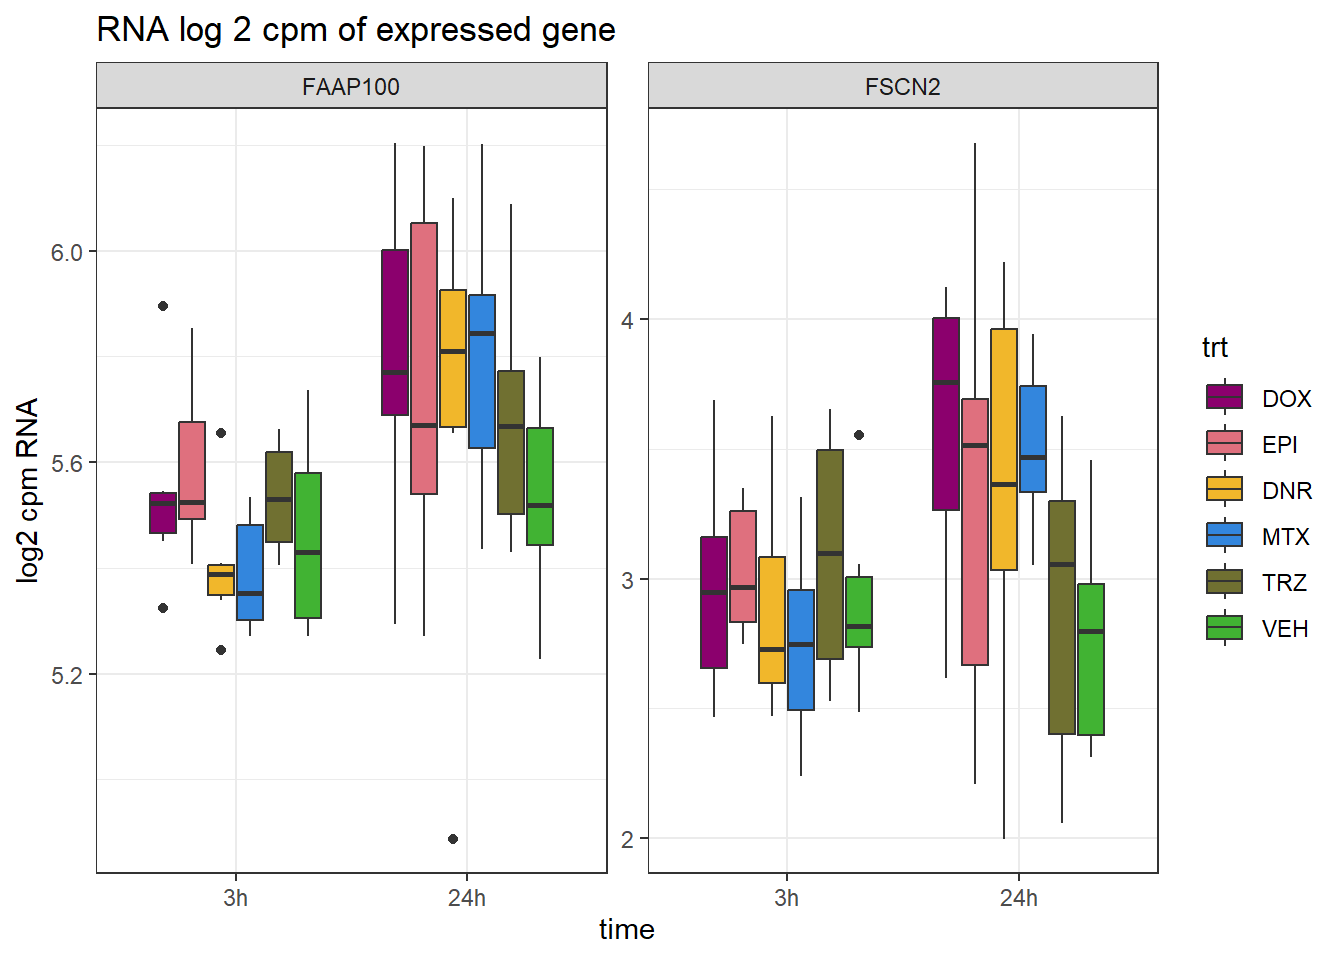 RNA log 2 cpm of expressed gene
FAAP100
FSCN2
log2 cpm RNA
6.0
5.6
5.2
4
3
2
3h
24h
3h
24h
time
trt
DOX
EPI
DNR
MTX
TRZ
VEH